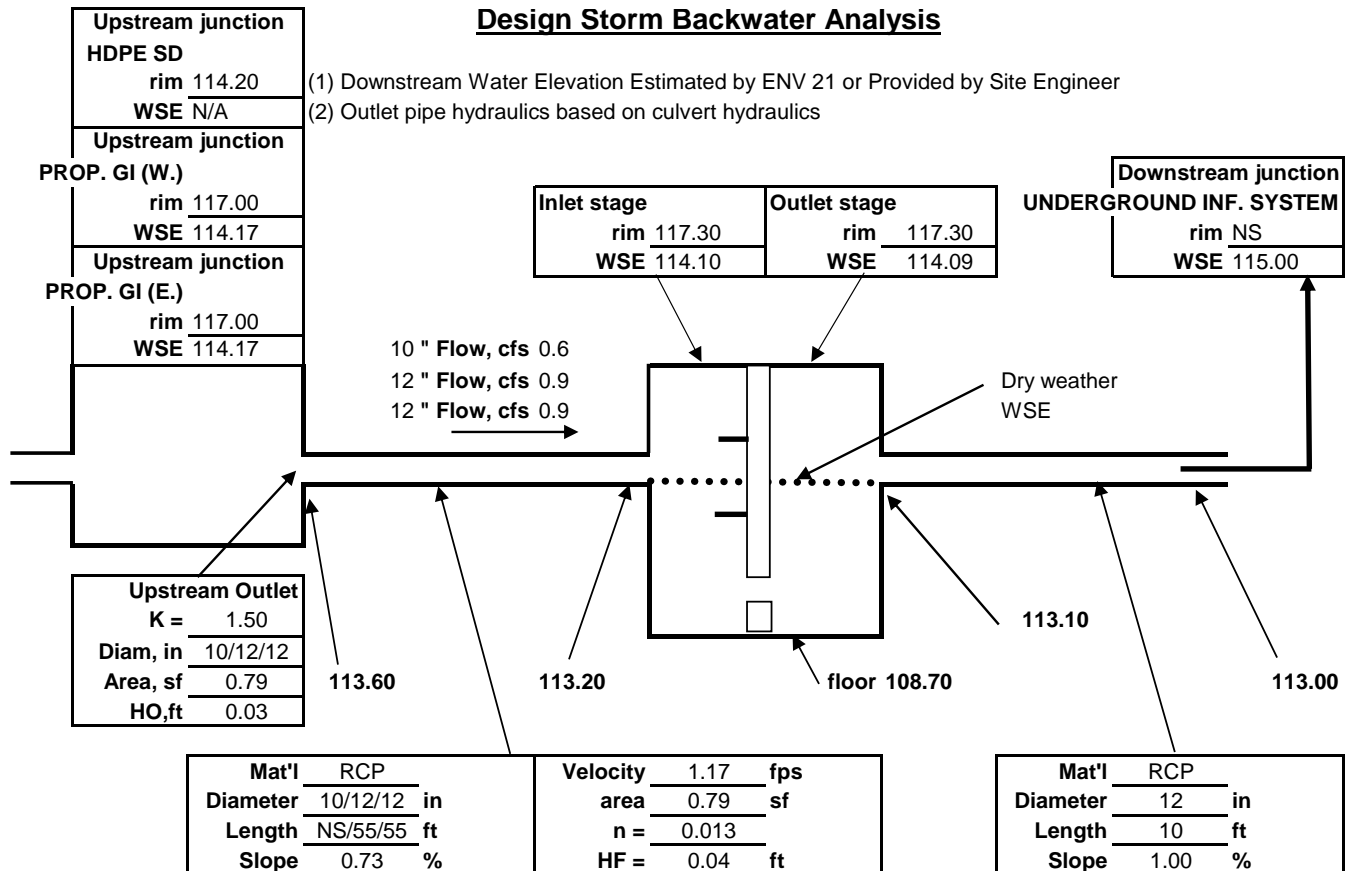 Design Storm Backwater Analysis
Upstream junction
HDPE SD
rim 114.20
WSE N/A
(1) Downstream Water Elevation Estimated by ENV 21 or Provided by Site Engineer
(2) Outlet pipe hydraulics based on culvert hydraulics
Upstream junction
PROP. GI (W.)
rim 117.00
WSE 114.17
Upstream junction
PROP. GI (E.)
rim 117.00
WSE 114.17
Inlet stage
rim 117.30
WSE 114.10
Outlet stage
rim 117.30
WSE 114.09
Downstream junction
UNDERGROUND INF. SYSTEM
rim NS
WSE 115.00
10 " Flow, cfs 0.6
12 " Flow, cfs 0.9
12 " Flow, cfs 0.9
Dry weather
WSE
Upstream Outlet
K = 1.50
Diam, in 10/12/12
Area, sf 0.79
HO,ft 0.03
113.60
113.20
floor 108.70
113.10
113.00
Mat'l RCP
Diameter 10/12/12 in
Length NS/55/55 ft
Slope 0.73 %
Velocity 1.17 fps
area 0.79 sf
n = 0.013
HF = 0.04 ft
Mat'l RCP
Diameter 12 in
Length 10 ft
Slope 1.00 %